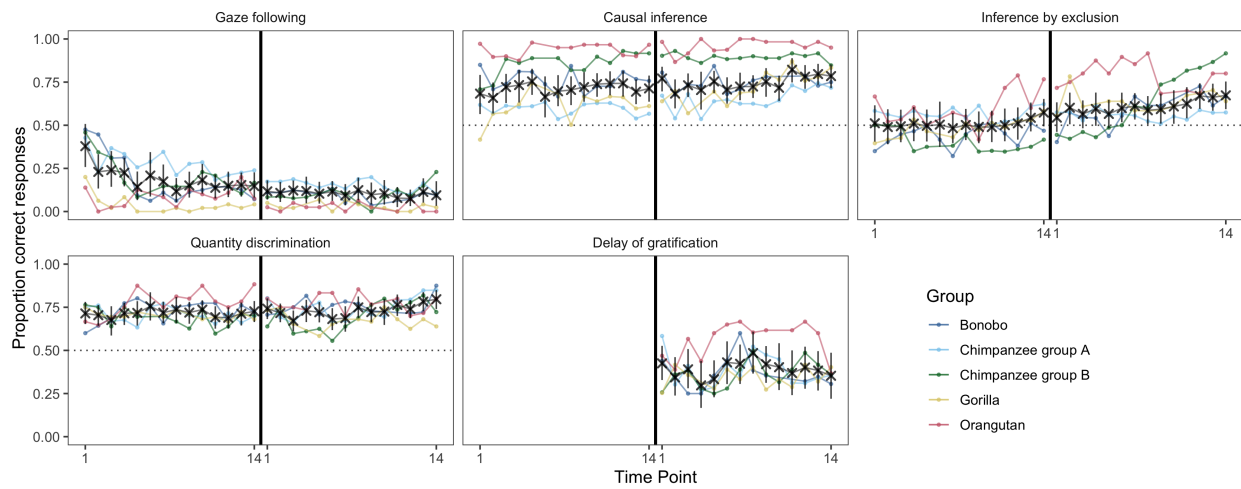 Gaze following
Causal inference
Inference by exclusion
1.00
0.75
0.50
0.25
0.00
1
14 1
14
Quantity discrimination
Delay of gratification
1.00
0.75
0.50
0.25
0.00
1
14 1
14
1
14 1
14
Proportion correct responses
Time Point
Group
Bonobo
Chimpanzee group A
Chimpanzee group B
Gorilla
Orangutan